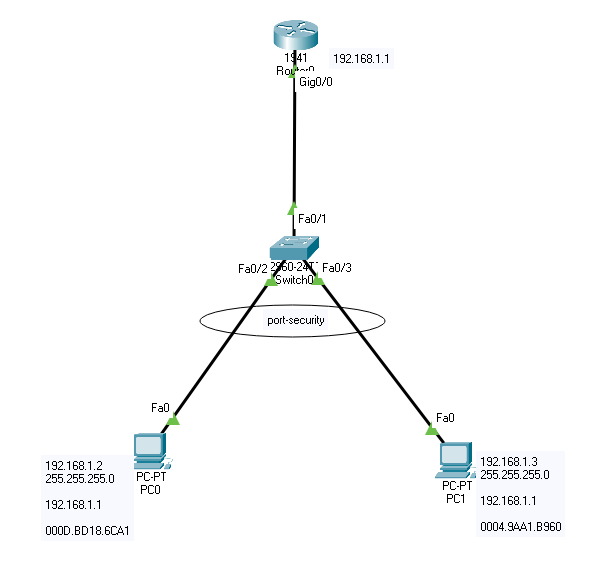 1941
Router0
192.168.1.1
Gig0/0
Fa0/1
2960-24TT
Switch0
Fa0/2
Fa0/3
port-security
Fa0
Fa0
PC-PT
PC0
192.168.1.2
255.255.255.0
192.168.1.1
000D.BD18.6CA1
PC-PT
PC1
192.168.1.3
255.255.255.0
192.168.1.1
0004.9AA1.B960